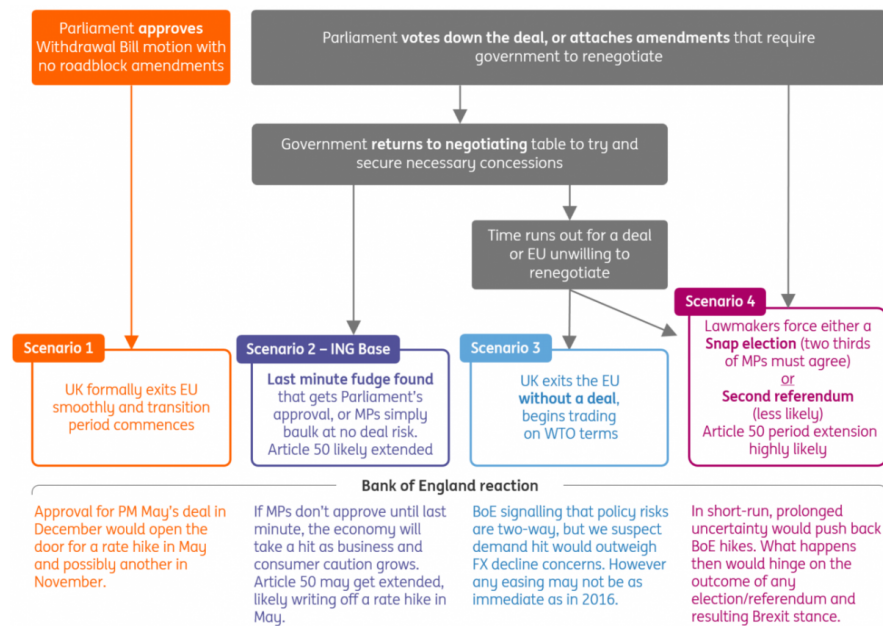 Parliament approves
Withdrawal Bill motion with
no roadblock amendments
Parliament votes down the deal, or attaches amendments that require
government to renegotiate
Government returns to negotiating table to try and
secure necessary concessions
Time runs out for a deal
or EU unwilling to
renegotiate
Scenario 1
UK formally exits EU
smoothly and transition
period commences
Scenario 2 – ING Base
Last minute fudge found
that gets Parliament's
approval, or MPs simply
baulk at no deal risk.
Article 50 likely extended
Scenario 3
UK exits the EU
without a deal,
begins trading
on WTO terms
Scenario 4
Lawmakers force either a
Snap election (two thirds
of MPs must agree)
or
Second referendum
(less likely)
Article 50 period extension
highly likely
Bank of England reaction
Approval for PM May's deal in
December would open the
door for a rate hike in May
and possibly another in
November.
If MPs don't approve until last
minute, the economy will
take a hit as business and
consumer caution grows.
Article 50 may get extended,
likely writing off a rate hike in
May.
BoE signalling that policy risks
are two-way, but we suspect
demand hit would outweigh
FX decline concerns. However
any easing may not be as
immediate as in 2016.
In short-run, prolonged
uncertainty would push back
BoE hikes. What happens
then would hinge on the
outcome of any
election/referendum and
resulting Brexit stance.